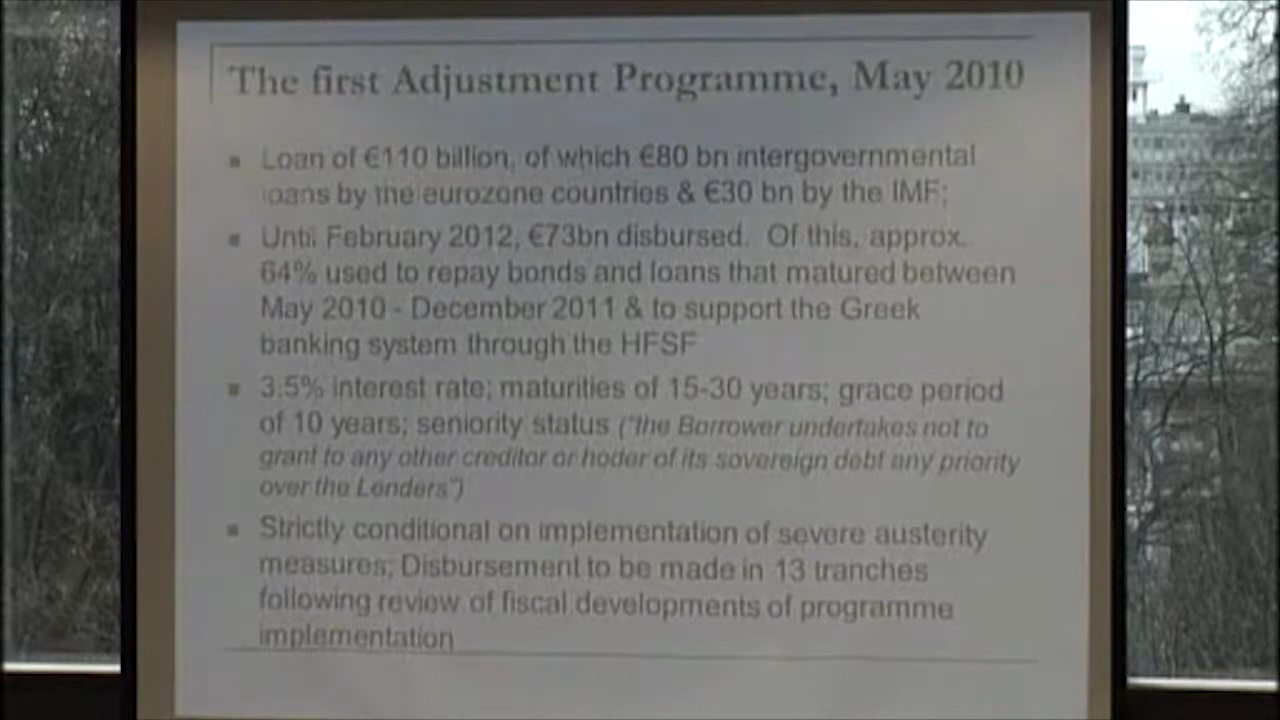 The first Adjustment Programme, May 2010
▪ Loan of €110 billion, of which €80 bn intergovernmental
loans by the eurozone countries & €30 bn by the IMF;
▪ Until February 2012, €73bn disbursed. Of this, approx.
64% used to repay bonds and loans that matured between
May 2010 - December 2011 & to support the Greek
banking system through the HFSF
▪ 3.5% interest rate; maturities of 15-30 years; grace period
of 10 years; seniority status ("the Borrower undertakes not to
grant to any other creditor or hoder of its sovereign debt any priority
over the Lenders")
▪ Strictly conditional on implementation of severe austerity
measures; Disbursement to be made in 13 tranches
following review of fiscal developments of programme
implementation